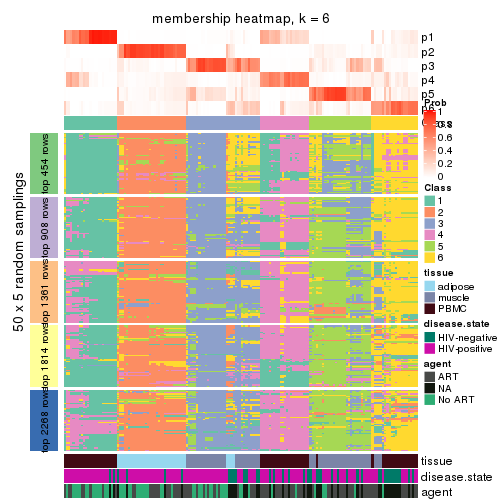 membership heatmap, k = 6
p1
p2
p3
p4
p5
p6
Prob
1
0.8
0.6
0.4
0.2
0
Class
1
2
3
4
5
6
tissue
adipose
muscle
PBMC
disease.state
HIV-negative
HIV-positive
agent
ART
NA
No ART
50 x 5 random samplings
top 454 rows
top 908 rows
top 1361 rows
top 1814 rows
top 2268 rows
tissue
disease.state
agent